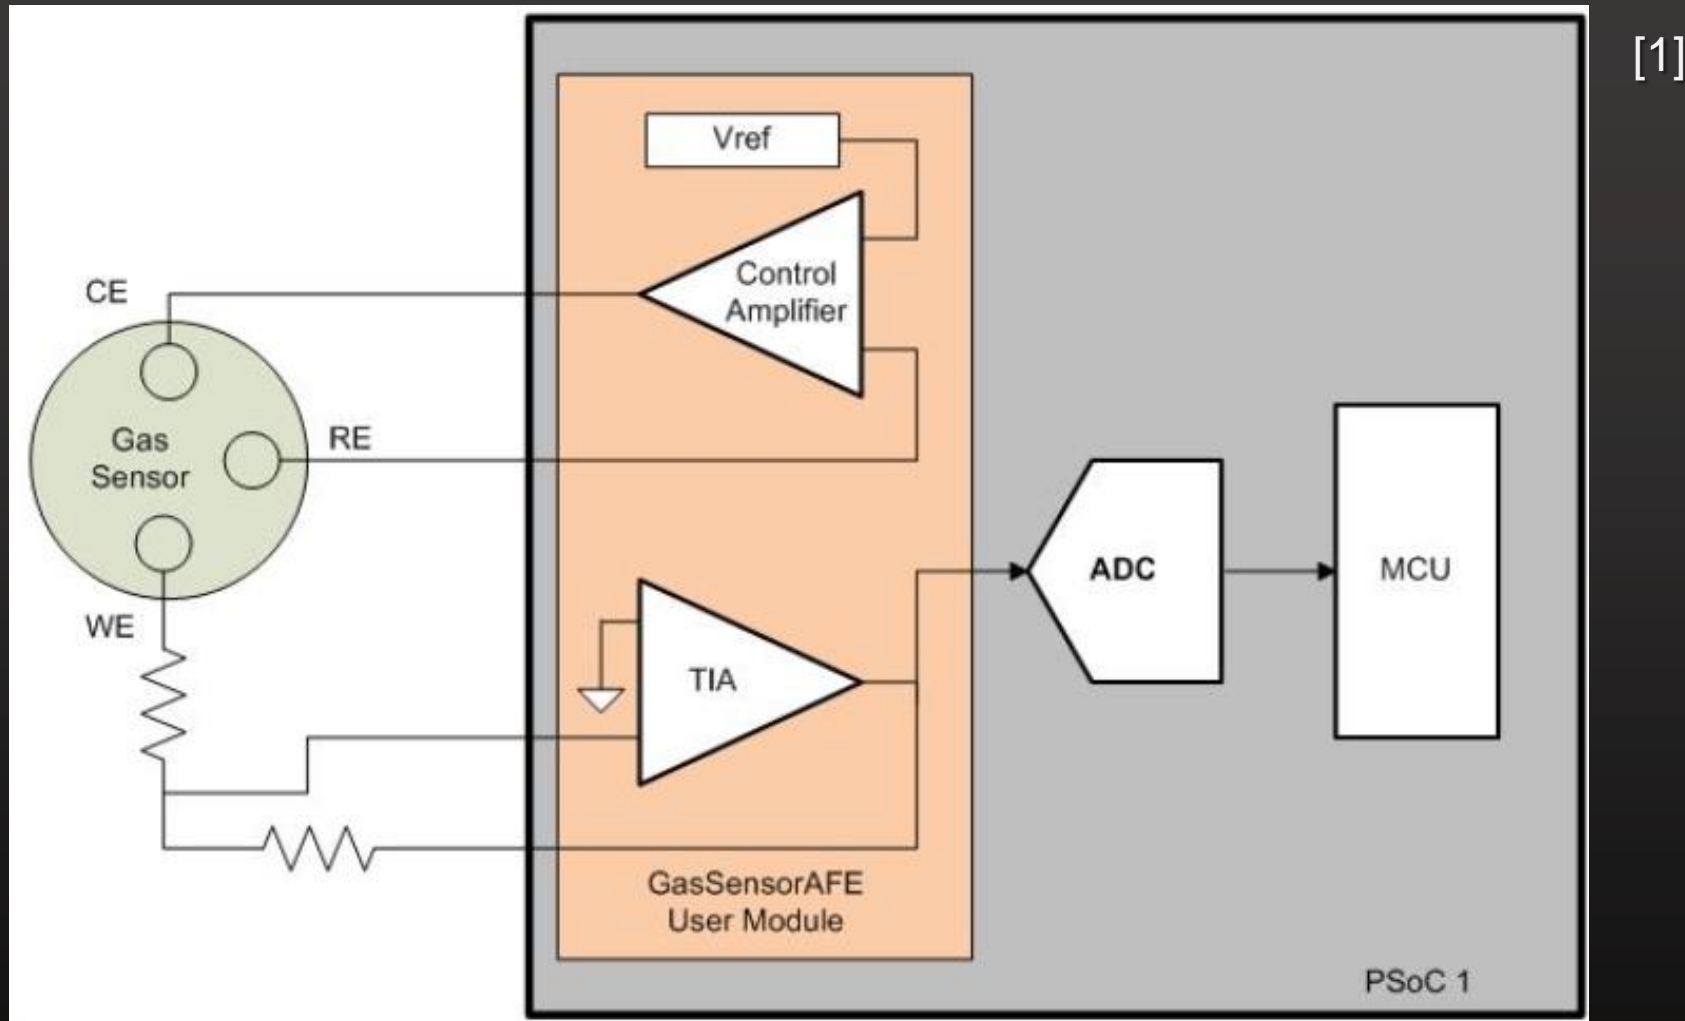 [1]
Vref
Control
Amplifier
CE
Gas
Sensor
RE
WE
TIA
ADC
MCU
GasSensorAFE
User Module
PSoC 1